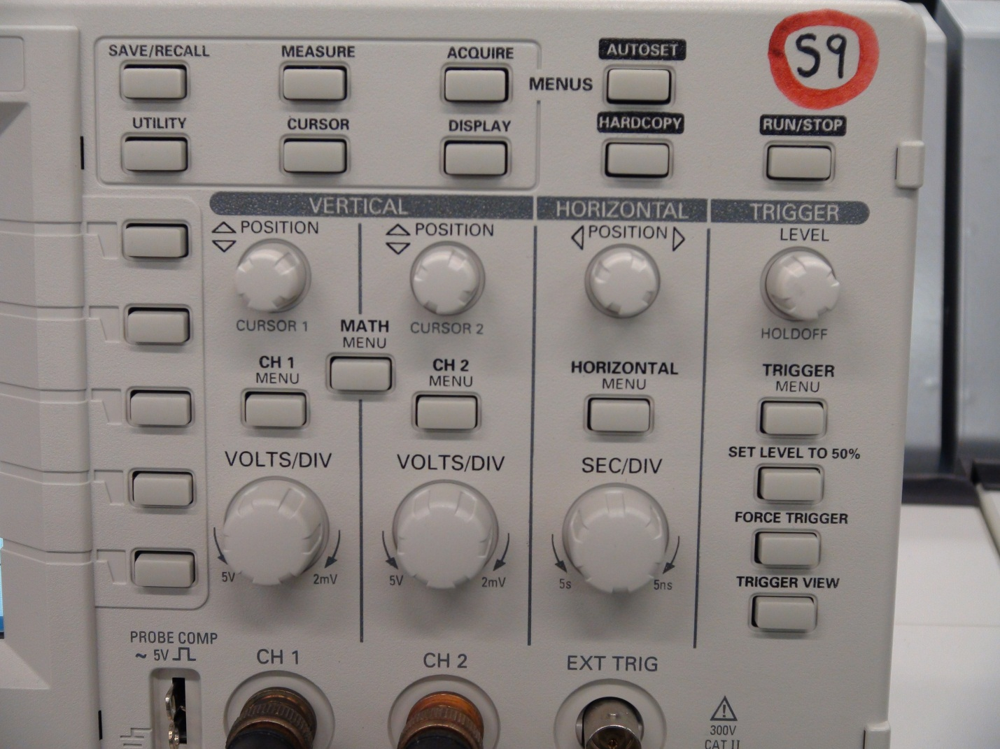 S9
SAVE/RECALL MEASURE ACQUIRE AUTOSET
MENUS
UTILITY CURSOR DISPLAY HARDCOPY RUN/STOP
VERTICAL HORIZONTAL TRIGGER
POSITION POSITION POSITION LEVEL
CURSOR 1 CURSOR 2 HOLDOFF
MATH
MENU
CH 1 CH 2 HORIZONTAL TRIGGER
MENU MENU MENU MENU
SET LEVEL TO 50%
VOLTS/DIV VOLTS/DIV SEC/DIV
FORCE TRIGGER
5V 2mV 5V 2mV 5s 5ns
TRIGGER VIEW
PROBE COMP
~ 5V
CH 1 CH 2 EXT TRIG
300V
CAT II